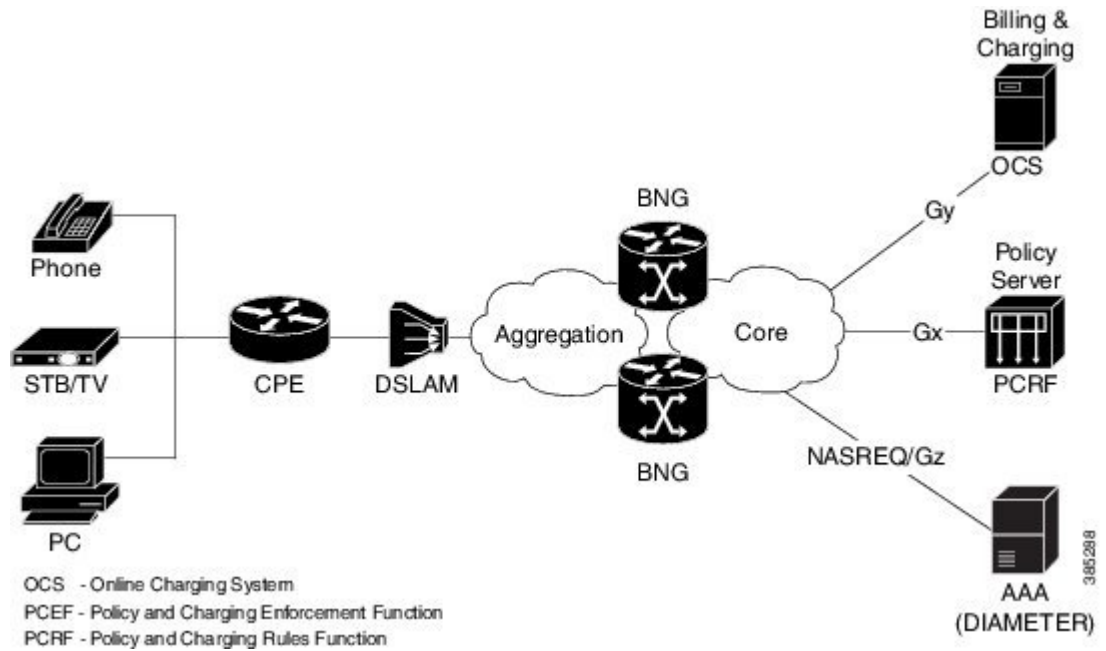 Billing &
Charging
OCS
BNG
Gy
Phone
Policy
Server
Aggregation
Core
Gx
STB/TV
CPE
DSLAM
PCRF
BNG
NASREQ/Gz
PC
AAA
(DIAMETER)
385288
OCS - Online Charging System
PCEF - Policy and Charging Enforcement Function
PCRF - Policy and Charging Rules Function